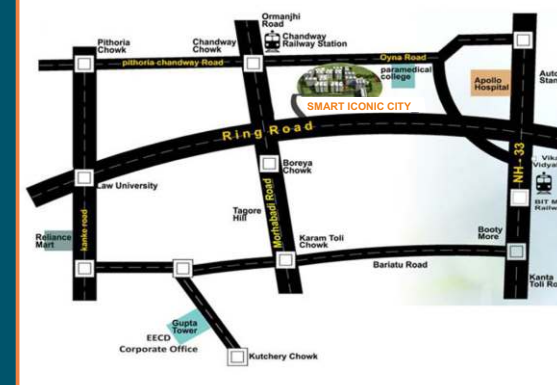 Ormanjhi
Road
Pithoria
Chowk
Chandway
Chowk
Chandway
Railway Station
pithoria chandway Road
Oyna Road
paramedical
college
Apollo
Hospital
SMART ICONIC CITY
Ring Road
NH - 33
Boreya
Chowk
Law University
Morhabadi Road
kanke road
Tagore
Hill
Reliance
Mart
Karam Toli
Chowk
Booty
More
Bariatu Road
Kanta
Gupta
Tower
EECD
Corporate Office
Kutchery Chowk